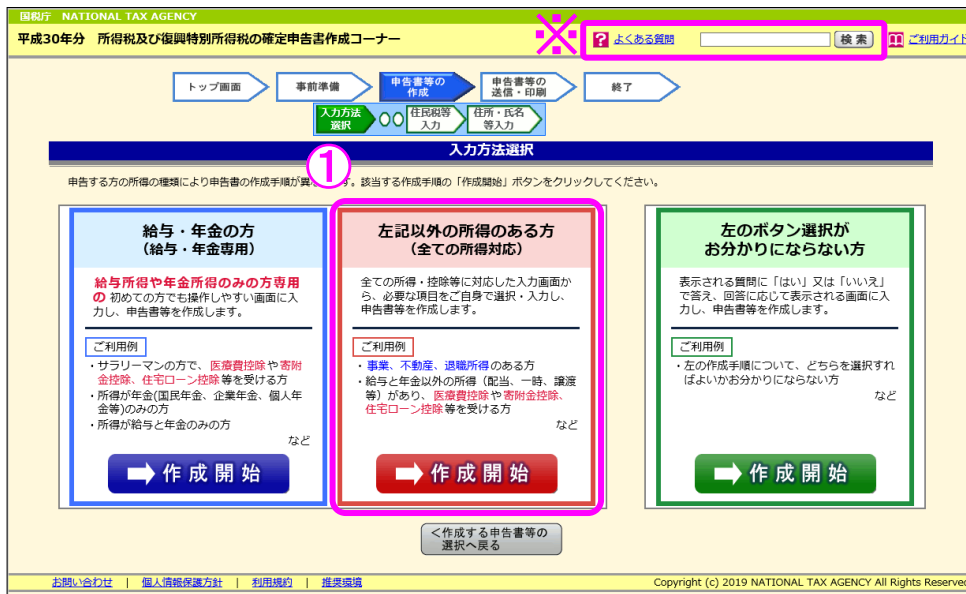 国税庁 NATIONAL TAX AGENCY
平成30年分 所得税及び復興特別所得税の確定申告書作成コーナー
※
? よくある質問
検索
ご利用ガイド
トップ画面
事前準備
申告書等の
作成
申告書等の
送信・印刷
終了
入力方法
選択
住民税等
入力
住所・氏名
等入力
入力方法選択
①
申告する方の所得の種類により申告書の作成手順が異なります。該当する作成手順の「作成開始」ボタンをクリックしてください。
給与・年金の方
(給与・年金専用)
給与所得や年金所得のみの方専用
の 初めての方でも操作しやすい画面に入
力し、申告書等を作成します。
ご利用例
・サラリーマンの方で、医療費控除や寄附
金控除、住宅ローン控除等を受ける方
・所得が年金(国民年金、企業年金、個人年
金等)のみの方
・所得が給与と年金のみの方
など
作成開始
左記以外の所得のある方
(全ての所得対応)
全ての所得・控除等に対応した入力画面か
ら、必要な項目をご自身で選択・入力し、
申告書等を作成します。
ご利用例
・事業、不動産、退職所得のある方
・給与と年金以外の所得(配当、一時、譲渡
等)があり、医療費控除や寄附金控除、
住宅ローン控除等を受ける方
など
作成開始
左のボタン選択が
お分かりにならない方
表示される質問に「はい」又は「いいえ」
で答え、回答に応じて表示される画面に入
力し、申告書等を作成します。
ご利用例
・左の作成手順について、どちらを選択すれ
ばよいかお分かりにならない方
など
作成開始
<作成する申告書等の
選択へ戻る
お問い合わせ | 個人情報保護方針 | 利用規約 | 推奨環境
Copyright (c) 2019 NATIONAL TAX AGENCY All Rights Reserved